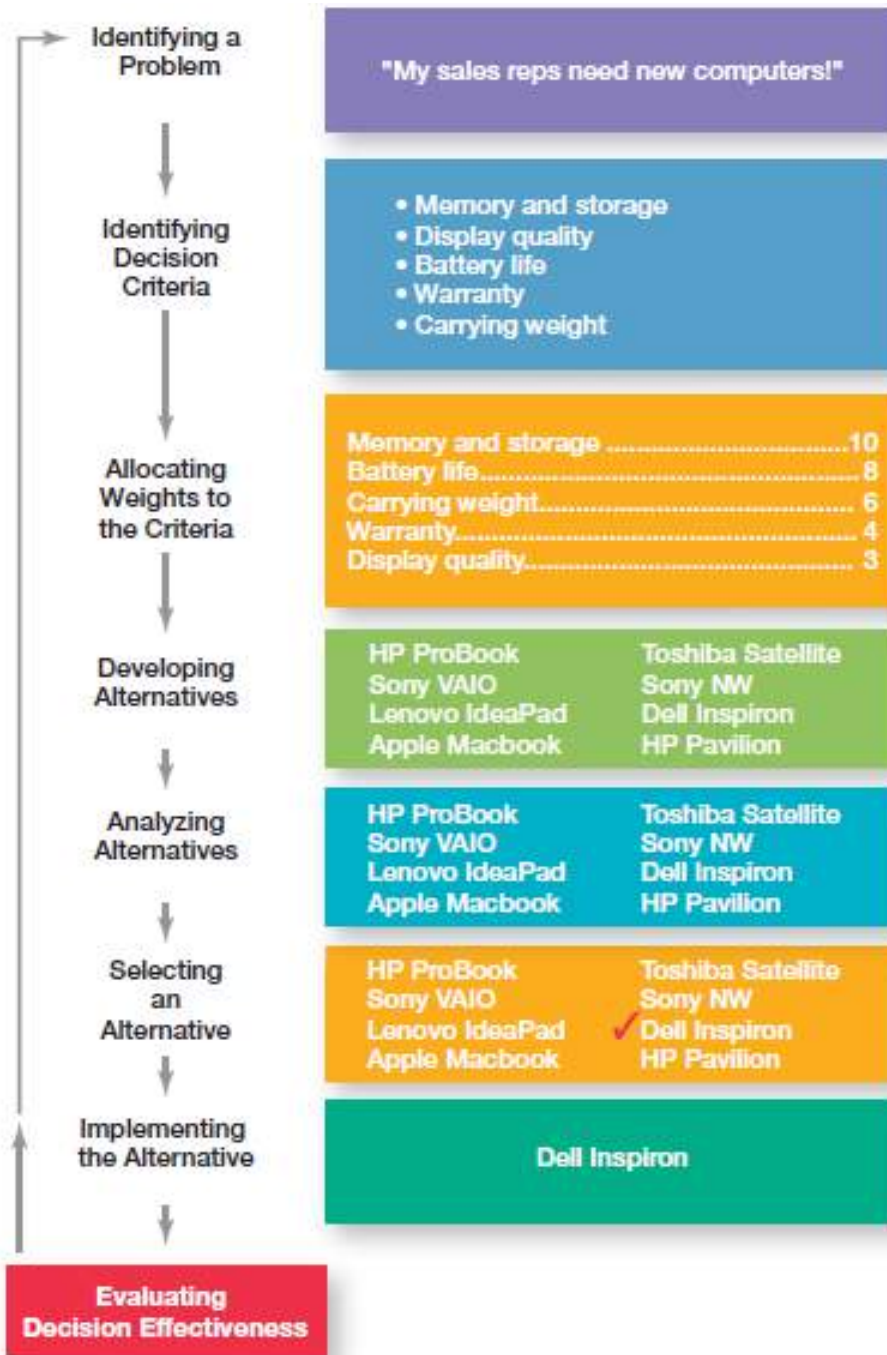 Identifying a
Problem
"My sales reps need new computers!"
Identifying
Decision
Criteria
• Memory and storage
• Display quality
• Battery life
• Warranty
• Carrying weight
Allocating
Weights to
the Criteria
Memory and storage ..................................10
Battery life..................................................... 8
Carrying weight............................................ 6
Warranty........................................................ 4
Display quality.............................................. 3
Developing
Alternatives
HP ProBook
Sony VAIO
Lenovo IdeaPad
Apple Macbook
Toshiba Satellite
Sony NW
Dell Inspiron
HP Pavilion
Analyzing
Alternatives
HP ProBook
Sony VAIO
Lenovo IdeaPad
Apple Macbook
Toshiba Satellite
Sony NW
Dell Inspiron
HP Pavilion
Selecting
an
Alternative
HP ProBook
Sony VAIO
Lenovo IdeaPad
Apple Macbook
Toshiba Satellite
Sony NW
✓ Dell Inspiron
HP Pavilion
Implementing
the Alternative
Dell Inspiron
Evaluating
Decision Effectiveness